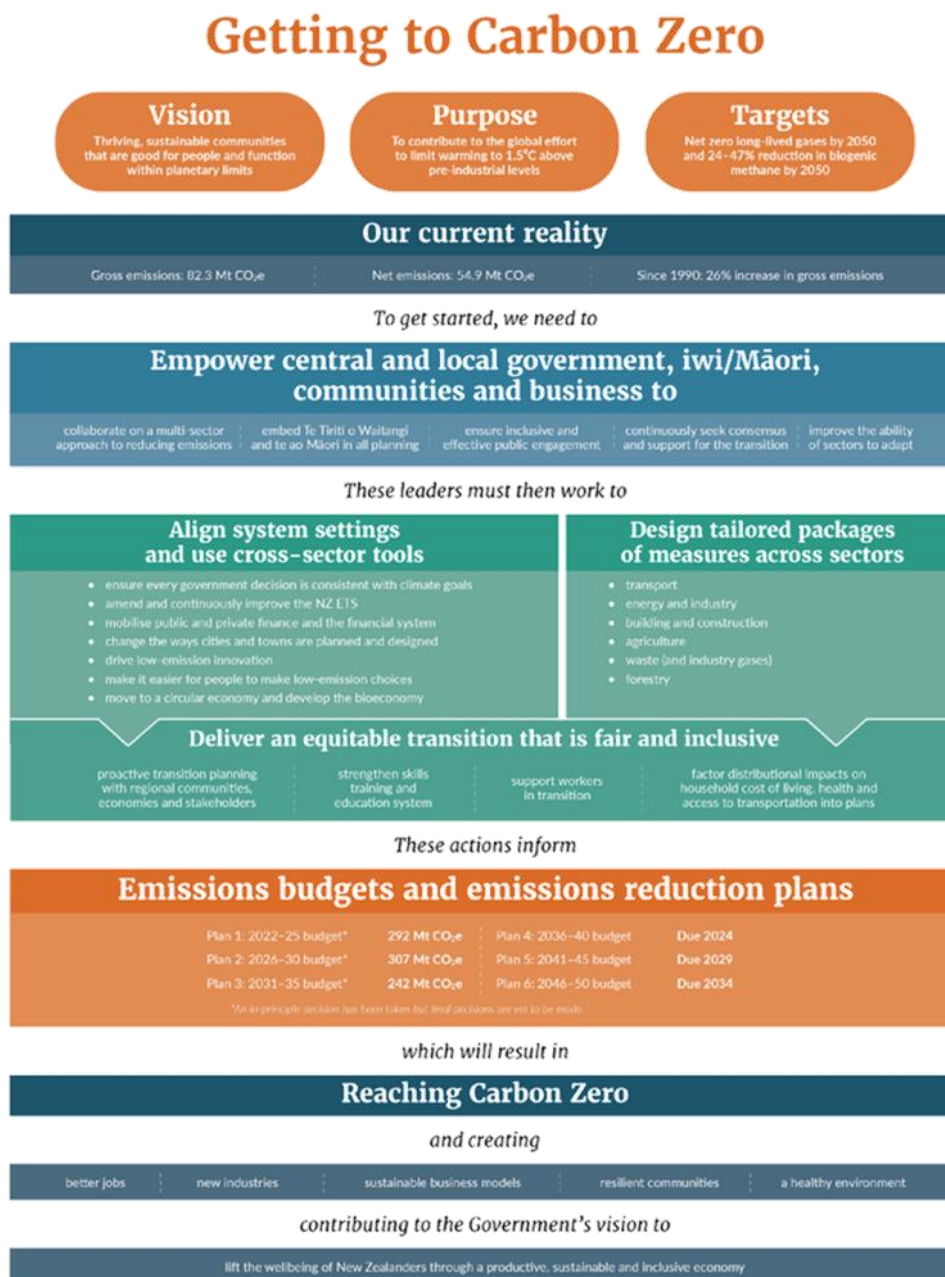 Getting to Carbon Zero
Vision
Thriving, sustainable communities
that are good for people and function
within planetary limits
Purpose
To contribute to the global effort
to limit warming to 1.5°C above
pre-industrial levels
Targets
Net zero long-lived gases by 2050
and 24–47% reduction in biogenic
methane by 2050
Our current reality
Gross emissions: 82.3 Mt CO₂e
Net emissions: 54.9 Mt CO₂e
Since 1990: 26% increase in gross emissions
To get started, we need to
Empower central and local government, iwi/Māori,
communities and business to
collaborate on a multi-sector
approach to reducing emissions
embed Te Tiriti o Waitangi
and te ao Māori in all planning
ensure inclusive and
effective public engagement
continuously seek consensus
and support for the transition
improve the ability
of sectors to adapt
These leaders must then work to
Align system settings
and use cross-sector tools
• ensure every government decision is consistent with climate goals
• amend and continuously improve the NZ ETS
• mobilise public and private finance and the financial system
• change the ways cities and towns are planned and designed
• drive low-emission innovation
• make it easier for people to make low-emission choices
• move to a circular economy and develop the bioeconomy
Design tailored packages
of measures across sectors
• transport
• energy and industry
• building and construction
• agriculture
• waste (and industry gases)
• forestry
Deliver an equitable transition that is fair and inclusive
proactive transition planning
with regional communities,
economies and stakeholders
strengthen skills
training and
education system
support workers
in transition
factor distributional impacts on
household cost of living, health and
access to transportation into plans
These actions inform
Emissions budgets and emissions reduction plans
Plan 1: 2022–25 budget* 292 Mt CO₂e
Plan 2: 2026–30 budget* 307 Mt CO₂e
Plan 3: 2031–35 budget* 242 Mt CO₂e
Plan 4: 2036–40 budget Due 2024
Plan 5: 2041–45 budget Due 2029
Plan 6: 2046–50 budget Due 2034
*An in-principle decision has been taken but final decisions are yet to be made.
which will result in
Reaching Carbon Zero
and creating
better jobs
new industries
sustainable business models
resilient communities
a healthy environment
contributing to the Government's vision to
lift the wellbeing of New Zealanders through a productive, sustainable and inclusive economy